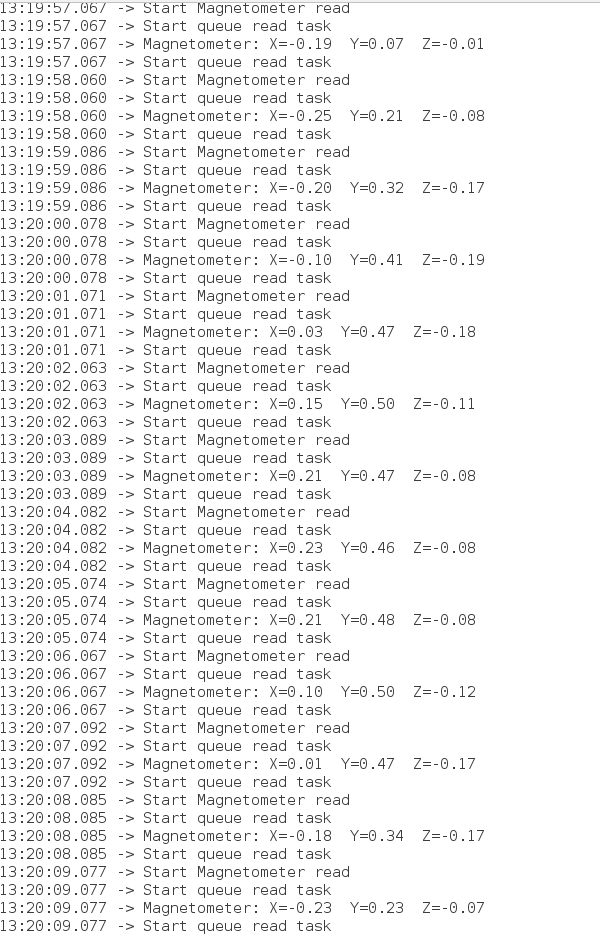 13:19:57.067 -> Start Magnetometer read
13:19:57.067 -> Start queue read task
13:19:57.067 -> Magnetometer: X=-0.19  Y=0.07  Z=-0.01
13:19:57.067 -> Start queue read task
13:19:58.060 -> Start Magnetometer read
13:19:58.060 -> Start queue read task
13:19:58.060 -> Magnetometer: X=-0.25  Y=0.21  Z=-0.08
13:19:58.060 -> Start queue read task
13:19:59.086 -> Start Magnetometer read
13:19:59.086 -> Start queue read task
13:19:59.086 -> Magnetometer: X=-0.20  Y=0.32  Z=-0.17
13:19:59.086 -> Start queue read task
13:20:00.078 -> Start Magnetometer read
13:20:00.078 -> Start queue read task
13:20:00.078 -> Magnetometer: X=-0.10  Y=0.41  Z=-0.19
13:20:00.078 -> Start queue read task
13:20:01.071 -> Start Magnetometer read
13:20:01.071 -> Start queue read task
13:20:01.071 -> Magnetometer: X=0.03  Y=0.47  Z=-0.18
13:20:01.071 -> Start queue read task
13:20:02.063 -> Start Magnetometer read
13:20:02.063 -> Start queue read task
13:20:02.063 -> Magnetometer: X=0.15  Y=0.50  Z=-0.11
13:20:02.063 -> Start queue read task
13:20:03.089 -> Start Magnetometer read
13:20:03.089 -> Start queue read task
13:20:03.089 -> Magnetometer: X=0.21  Y=0.47  Z=-0.08
13:20:03.089 -> Start queue read task
13:20:04.082 -> Start Magnetometer read
13:20:04.082 -> Start queue read task
13:20:04.082 -> Magnetometer: X=0.23  Y=0.46  Z=-0.08
13:20:04.082 -> Start queue read task
13:20:05.074 -> Start Magnetometer read
13:20:05.074 -> Start queue read task
13:20:05.074 -> Magnetometer: X=0.21  Y=0.48  Z=-0.08
13:20:05.074 -> Start queue read task
13:20:06.067 -> Start Magnetometer read
13:20:06.067 -> Start queue read task
13:20:06.067 -> Magnetometer: X=0.10  Y=0.50  Z=-0.12
13:20:06.067 -> Start queue read task
13:20:07.092 -> Start Magnetometer read
13:20:07.092 -> Start queue read task
13:20:07.092 -> Magnetometer: X=0.01  Y=0.47  Z=-0.17
13:20:07.092 -> Start queue read task
13:20:08.085 -> Start Magnetometer read
13:20:08.085 -> Start queue read task
13:20:08.085 -> Magnetometer: X=-0.18  Y=0.34  Z=-0.17
13:20:08.085 -> Start queue read task
13:20:09.077 -> Start Magnetometer read
13:20:09.077 -> Start queue read task
13:20:09.077 -> Magnetometer: X=-0.23  Y=0.23  Z=-0.07
13:20:09.077 -> Start queue read task